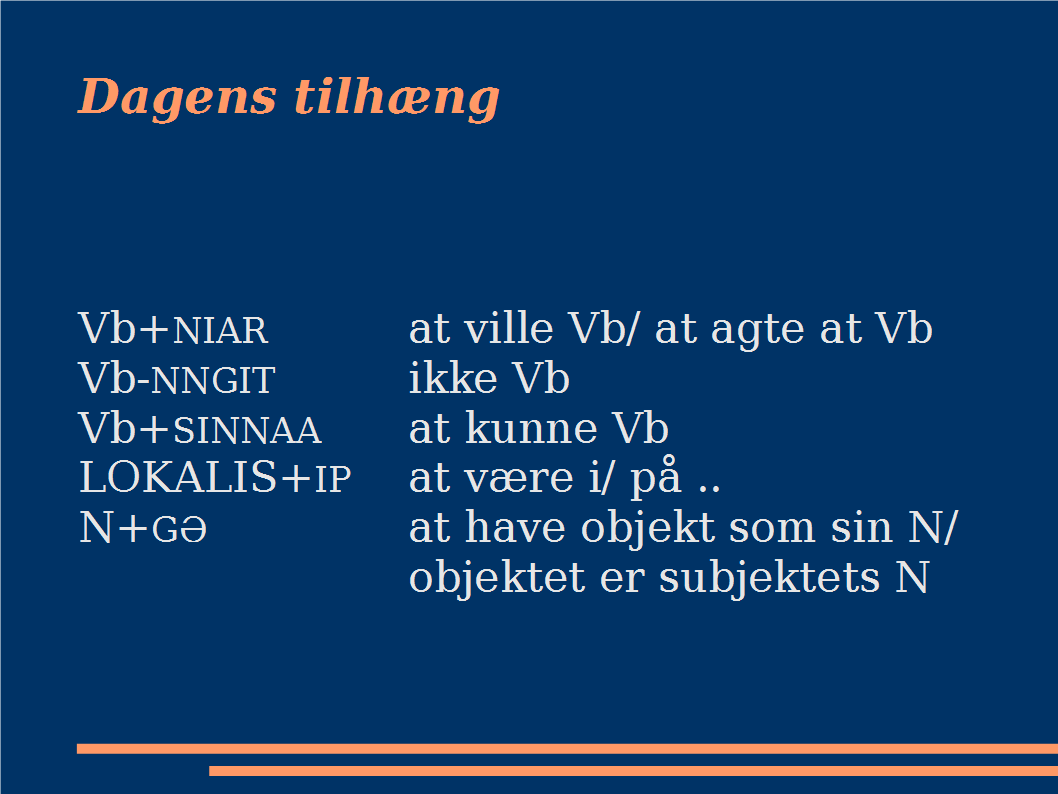 Dagens tilhæng
Vb+NIAR at ville Vb/ at agte at Vb
Vb-NNGIT ikke Vb
Vb+SINNAA at kunne Vb
LOKALIS+IP at være i/ på ..
N+GƏ at have objekt som sin N/
objektet er subjektets N